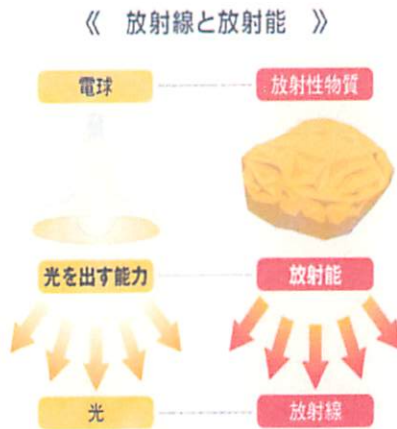 《 放射線と放射能 》
電球 放射性物質
光を出す能力 放射能
光 放射線